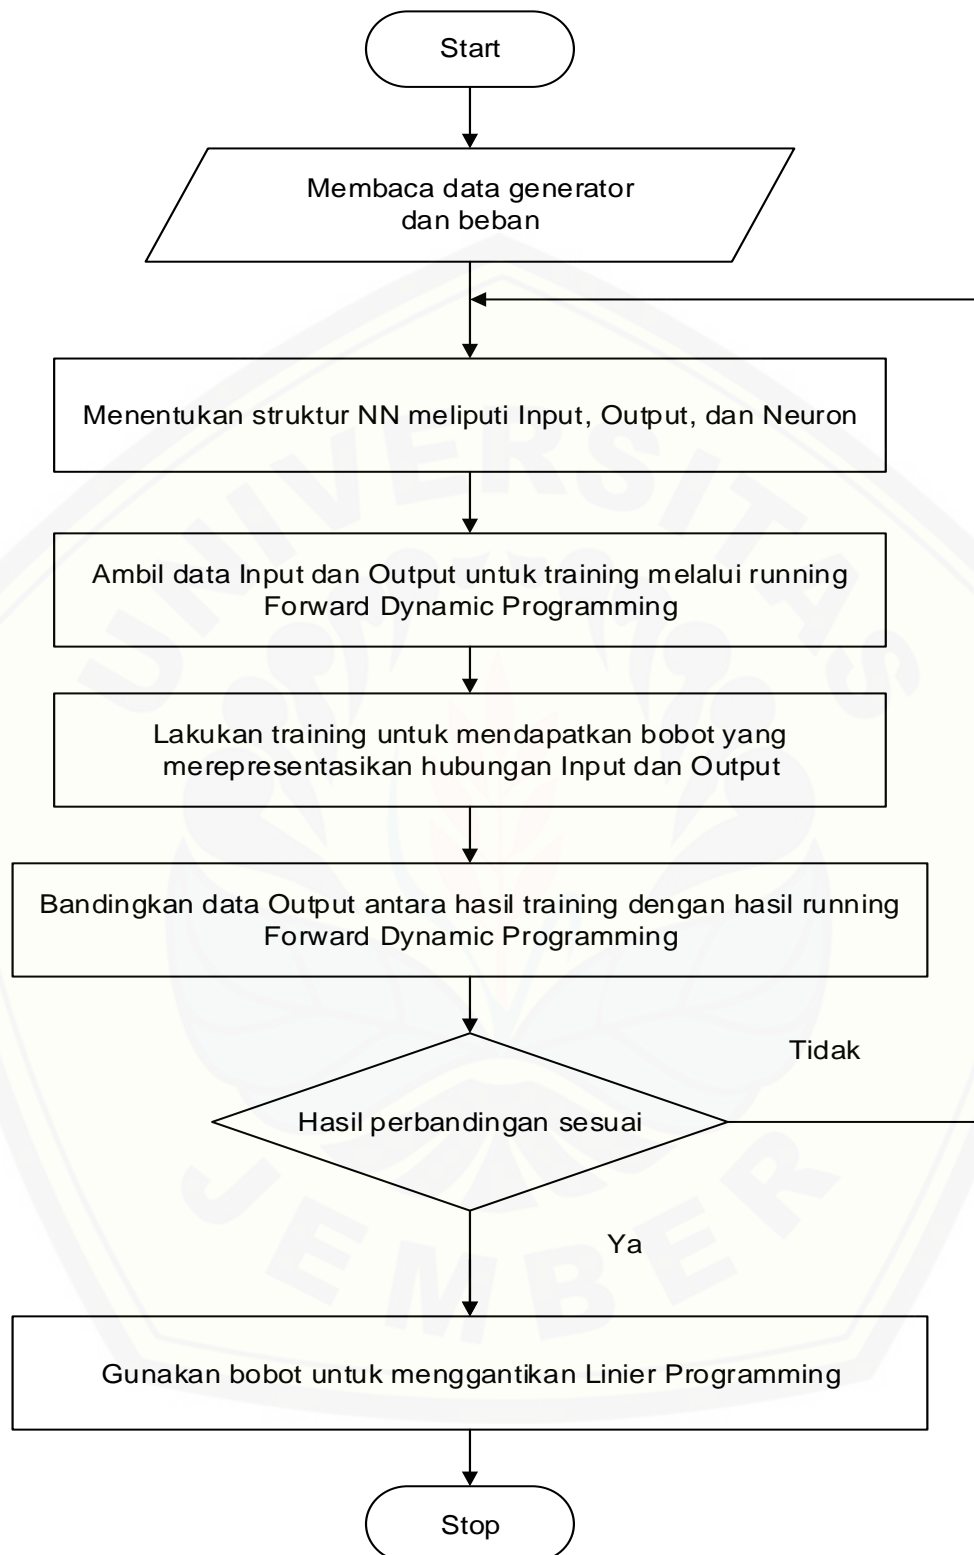 Start
Membaca data generator
dan beban
Menentukan struktur NN meliputi Input, Output, dan Neuron
Ambil data Input dan Output untuk training melalui running
Forward Dynamic Programming
Lakukan training untuk mendapatkan bobot yang
merepresentasikan hubungan Input dan Output
Bandingkan data Output antara hasil training dengan hasil running
Forward Dynamic Programming
Tidak
Hasil perbandingan sesuai
Ya
Gunakan bobot untuk menggantikan Linier Programming
Stop
UNIVERSITAS
JEMBER